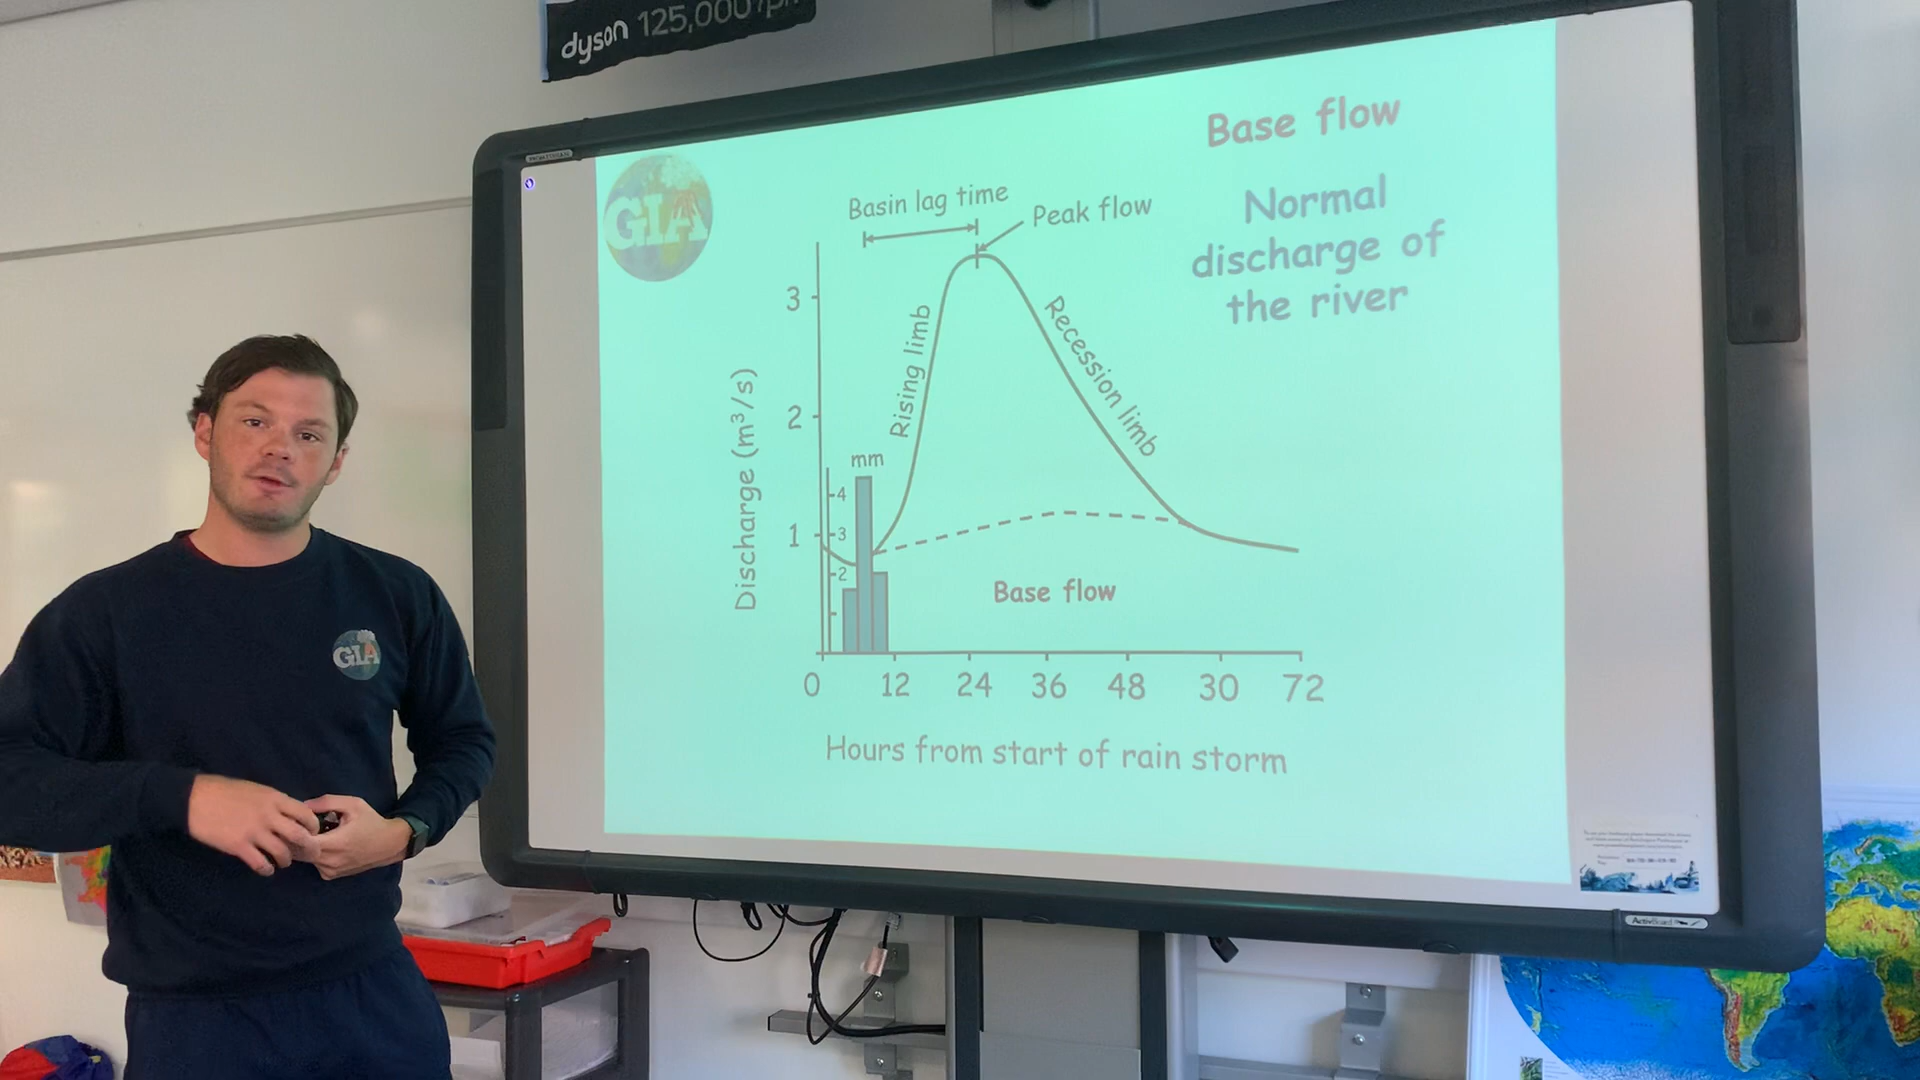 dyson 125,000rp
Base flow
Normal
discharge of
the river
GIA
Basin lag time
Peak flow
Rising limb
Recession limb
Discharge (m³/s)
3
2
1
mm
4
3
2
Base flow
0 12 24 36 48 30 72
Hours from start of rain storm
GIA
ActivBoard